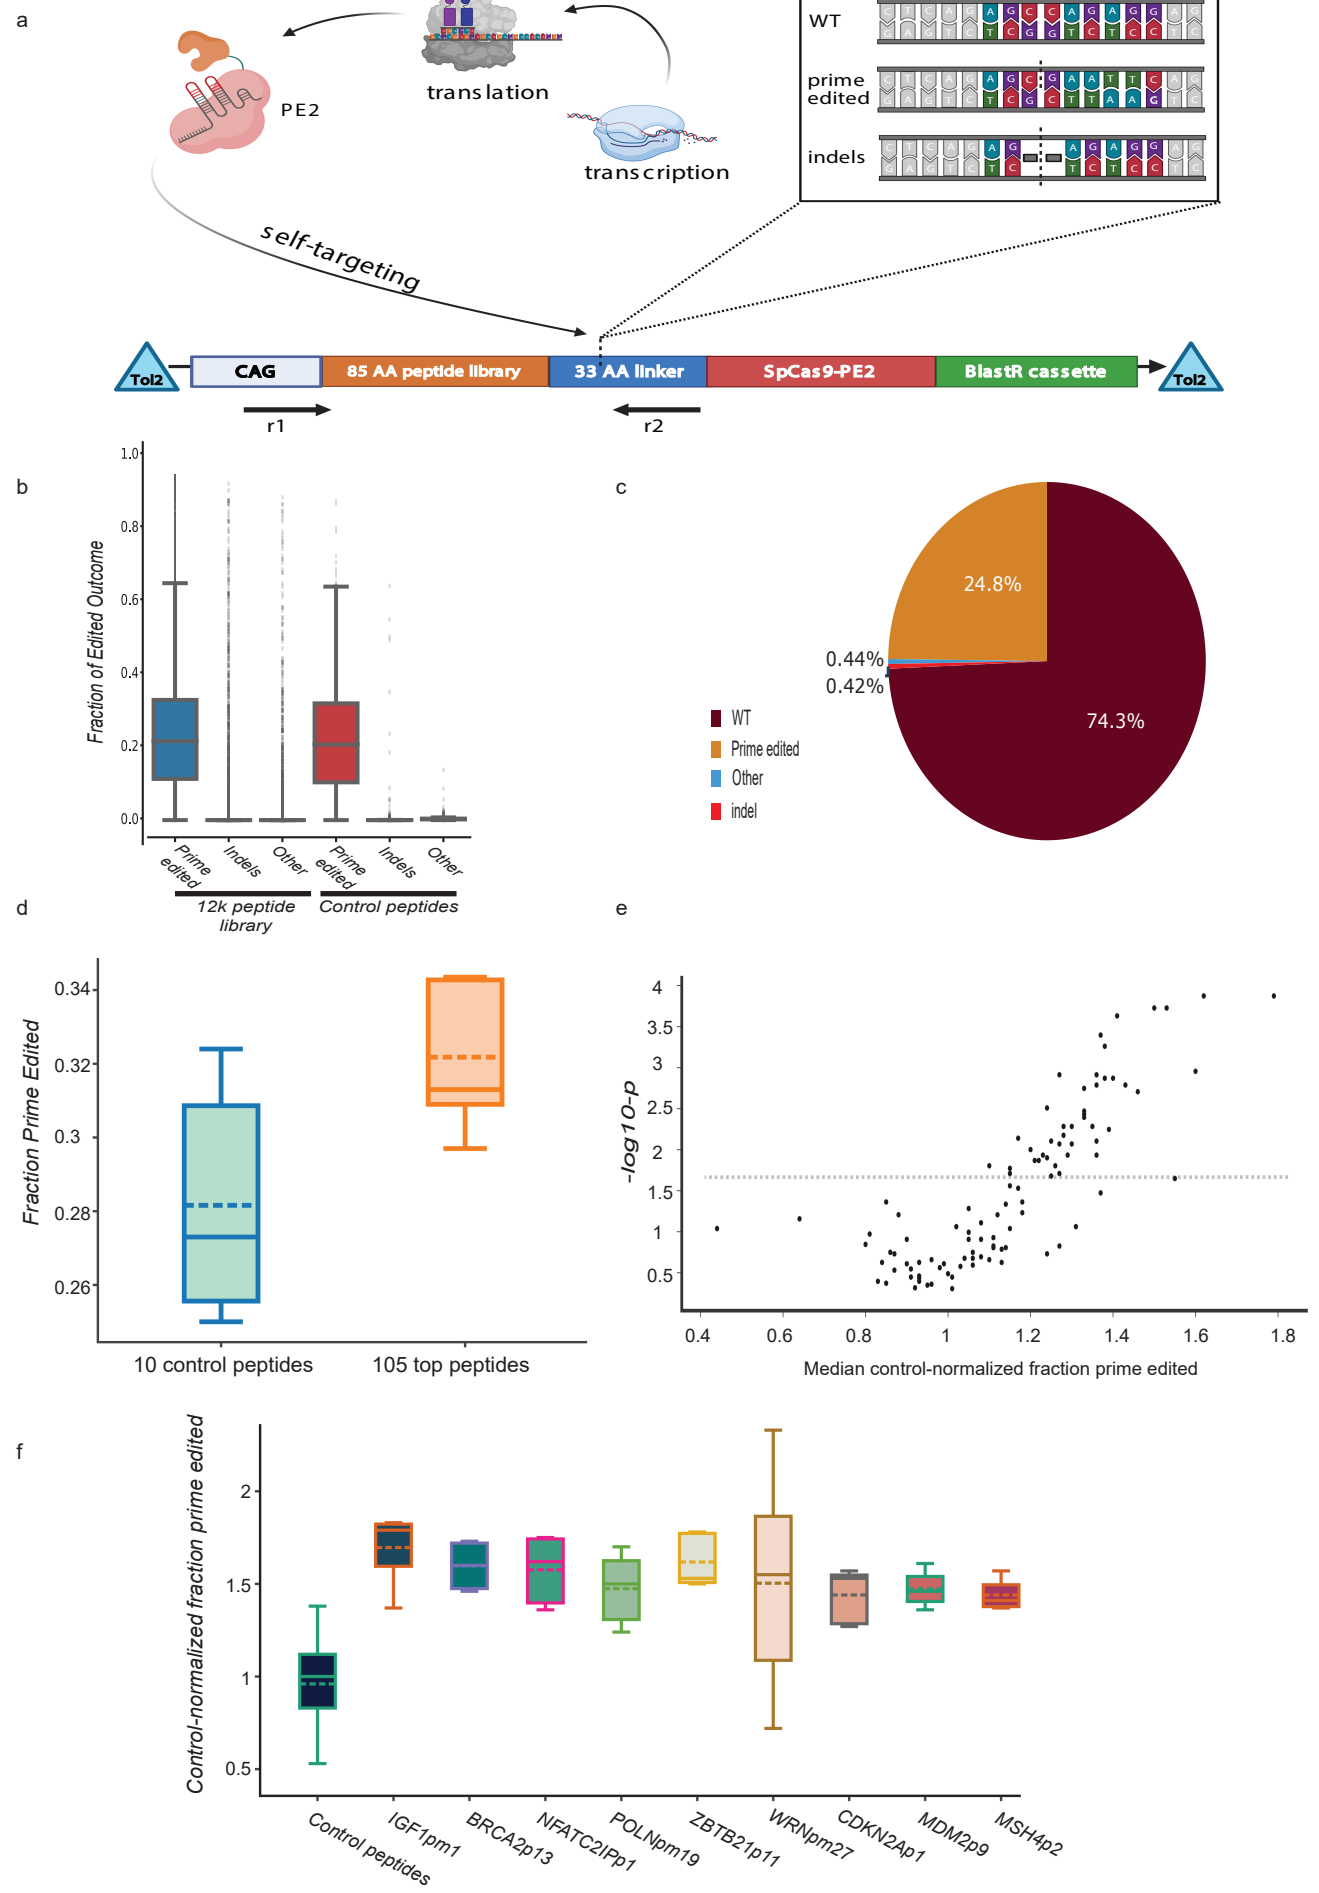 a
translation
transcription
PE2
self-targeting
WT
C T C A G A G C C A G A G G A G
G A G T C T C G G T C T C C T C
prime
edited
C T C A G A G C G A A T T C A G
G A G T C T C G C T T A A G T C
indels
C T C A G A G A G A G G A G
G A G T C T C T C T C C T C
Tol2
CAG
85 AA peptide library
33 AA linker
SpCas9-PE2
BlastR cassette
Tol2
r1
r2
b
Fraction of Edited Outcome
1.0
0.8
0.6
0.4
0.2
0.0
Prime
edited
Indels
Other
Prime
edited
Indels
Other
12k peptide
library
Control peptides
c
24.8%
0.44%
0.42%
74.3%
WT
Prime edited
Other
indel
d
Fraction Prime Edited
0.34
0.32
0.3
0.28
0.26
10 control peptides
105 top peptides
e
-log10-p
4
3.5
3
2.5
2
1.5
1
0.5
0.4
0.6
0.8
1
1.2
1.4
1.6
1.8
Median control-normalized fraction prime edited
f
Control-normalized fraction prime edited
2
1.5
1
0.5
Control peptides
IGF1pm1
BRCA2p13
NFATC2IPp1
POLNpm19
ZBTB21p11
WRNpm27
CDKN2Ap1
MDM2p9
MSH4p2